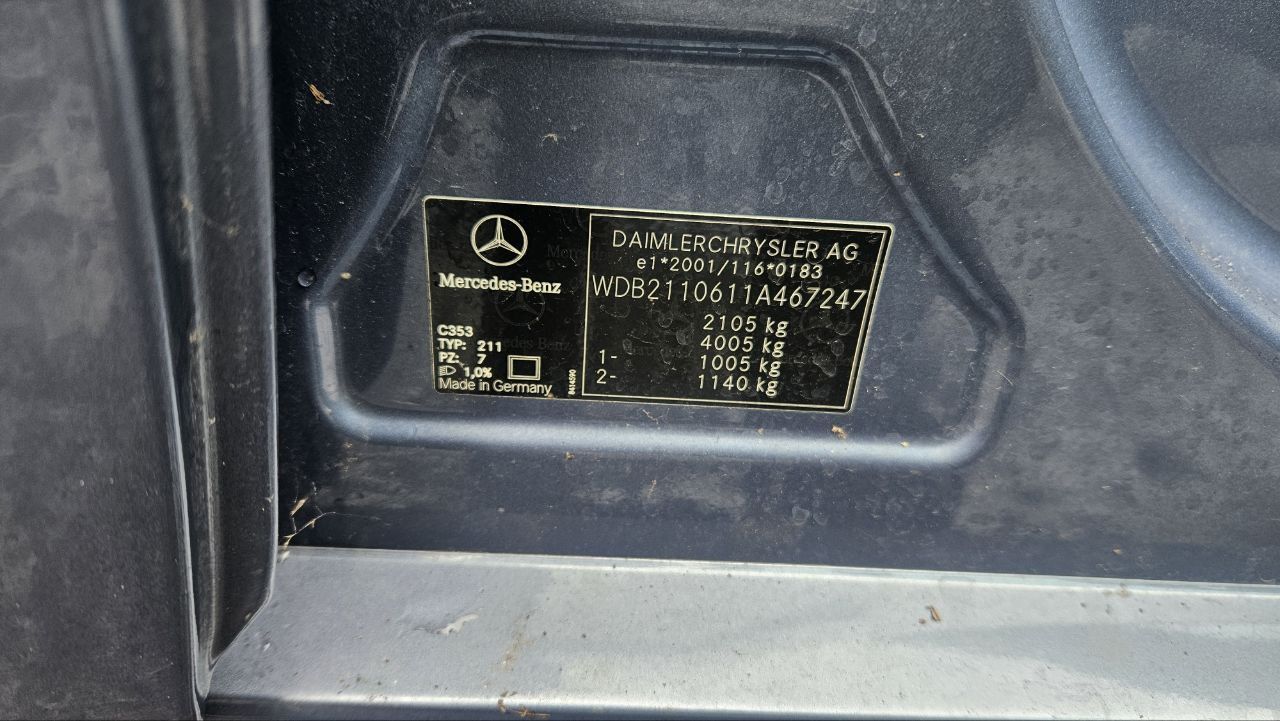 Mercedes-Benz
C353
TYP: 211
PZ: 7
1,0%
Made in Germany
8414590
DAIMLERCHRYSLER AG
e1*2001/116*0183
WDB2110611A467247
2105 kg
4005 kg
1- 1005 kg
2- 1140 kg